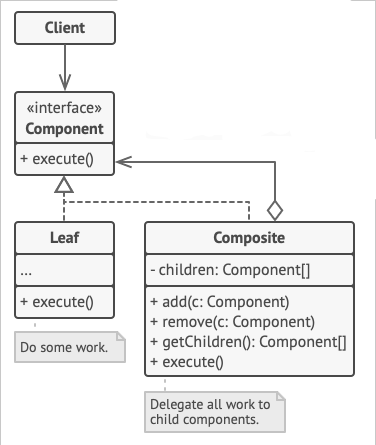 Client
«interface»
Component
+ execute()
Leaf
...
+ execute()
Do some work.
Composite
- children: Component[]
+ add(c: Component)
+ remove(c: Component)
+ getChildren(): Component[]
+ execute()
Delegate all work to
child components.